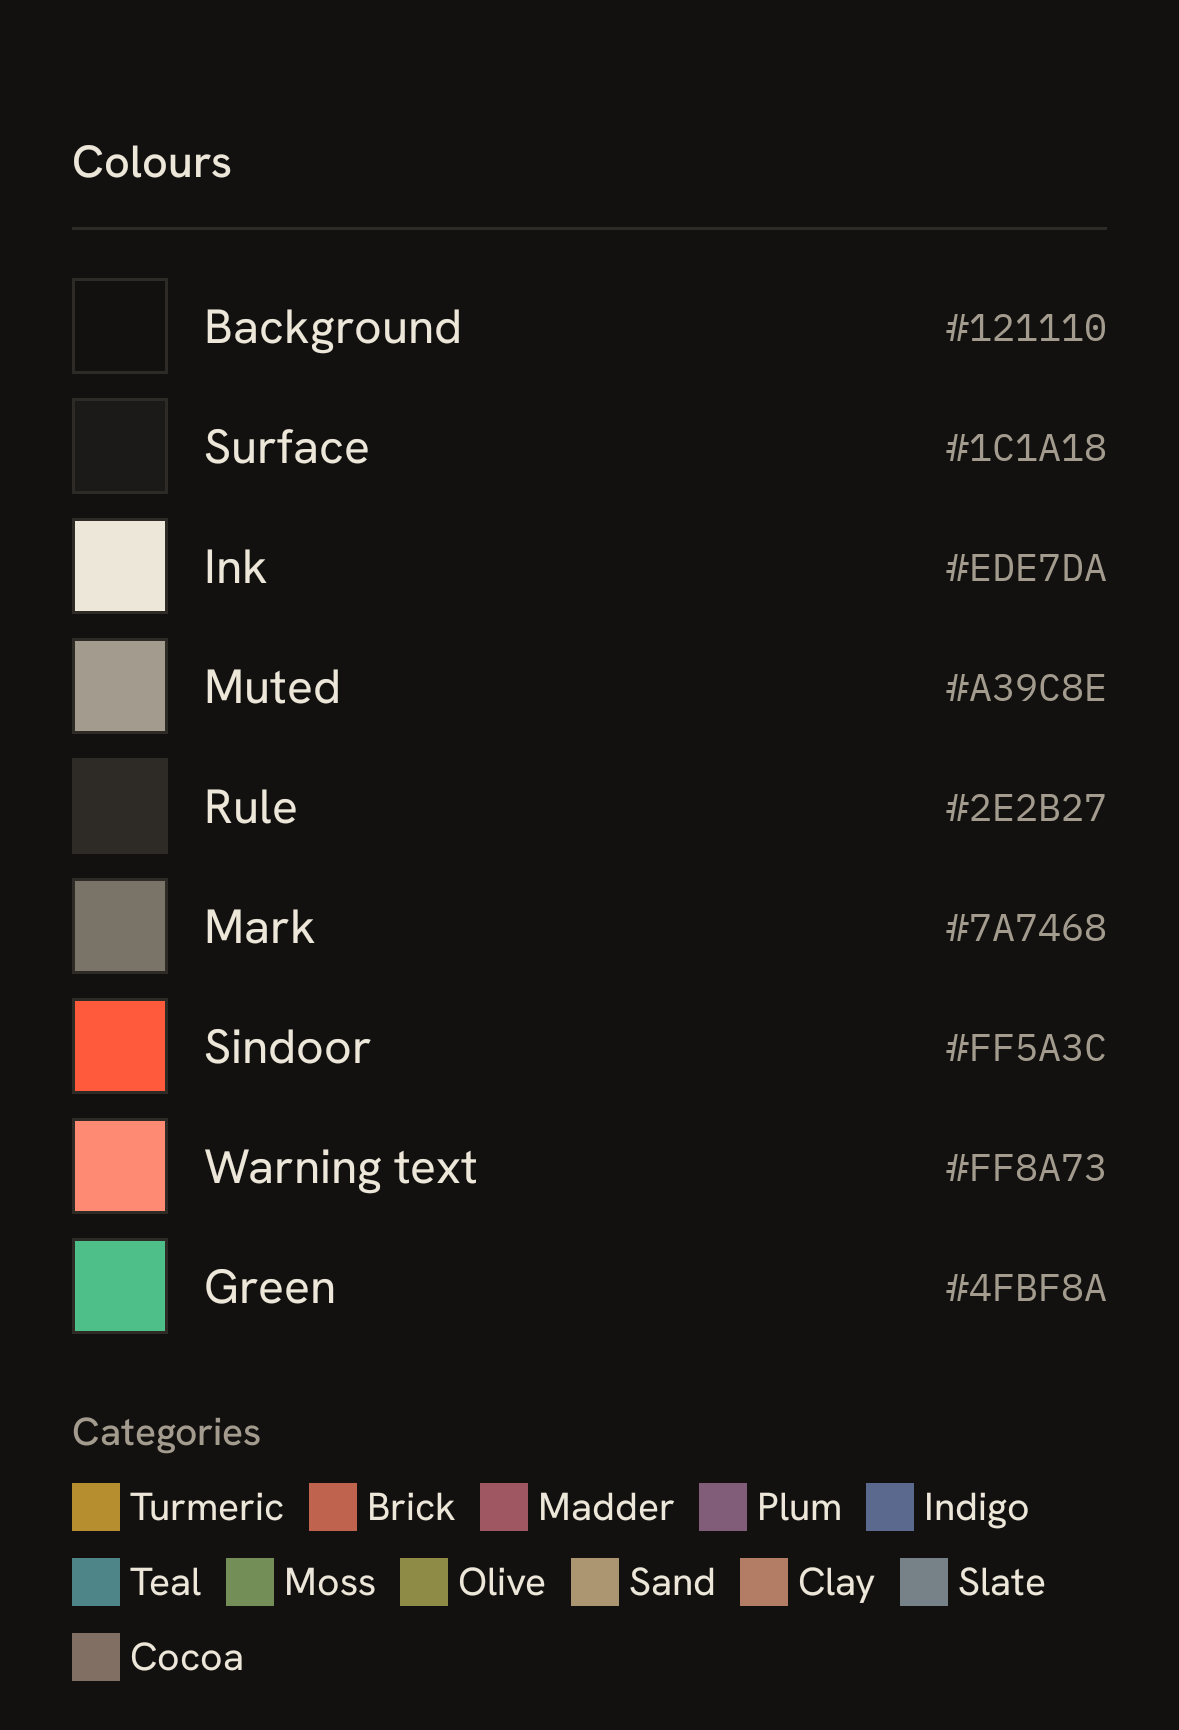 Colours
Background #121110
Surface #1C1A18
Ink #EDE7DA
Muted #A39C8E
Rule #2E2B27
Mark #7A7468
Sindoor #FF5A3C
Warning text #FF8A73
Green #4FBF8A
Categories
Turmeric Brick Madder Plum Indigo
Teal Moss Olive Sand Clay Slate
Cocoa